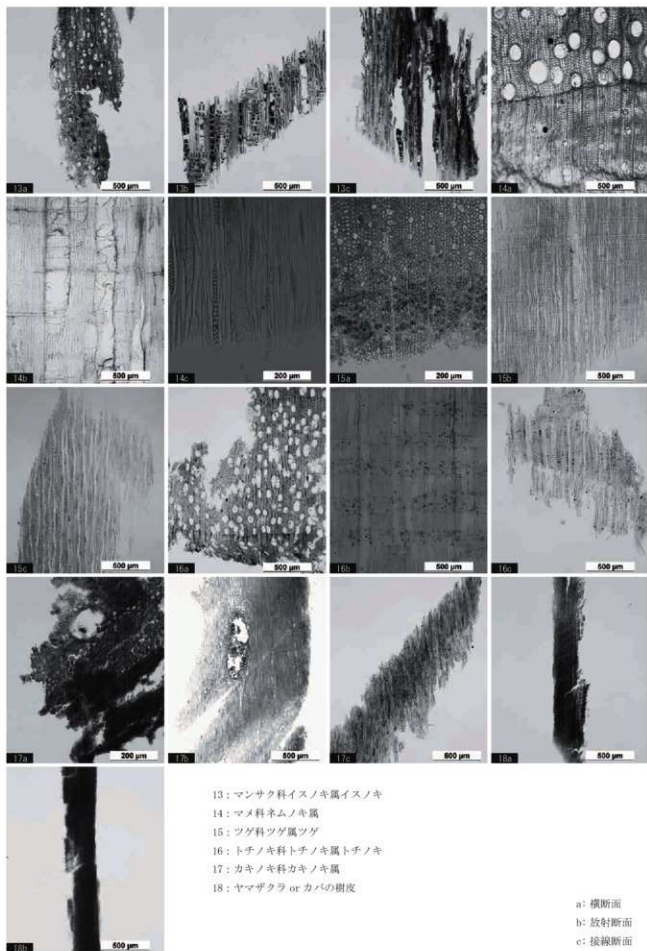 13a 500 μm
13b 500 μm
13c 500 μm
14a 500 μm
14b 500 μm
14c 200 μm
15a 200 μm
15b 500 μm
15c 500 μm
16a 500 μm
16b 500 μm
16c 500 μm
17a 200 μm
17b 500 μm
17c 500 μm
18a 500 μm
18b 500 μm
13：マンサク科イスノキ属イスノキ
14：マメ科ネムノキ属
15：ツゲ科ツゲ属ツゲ
16：トチノキ科トチノキ属トチノキ
17：カキノキ科カキノキ属
18：ヤマザクラ or カバの樹皮
a: 横断面
b: 放射断面
c: 接線断面